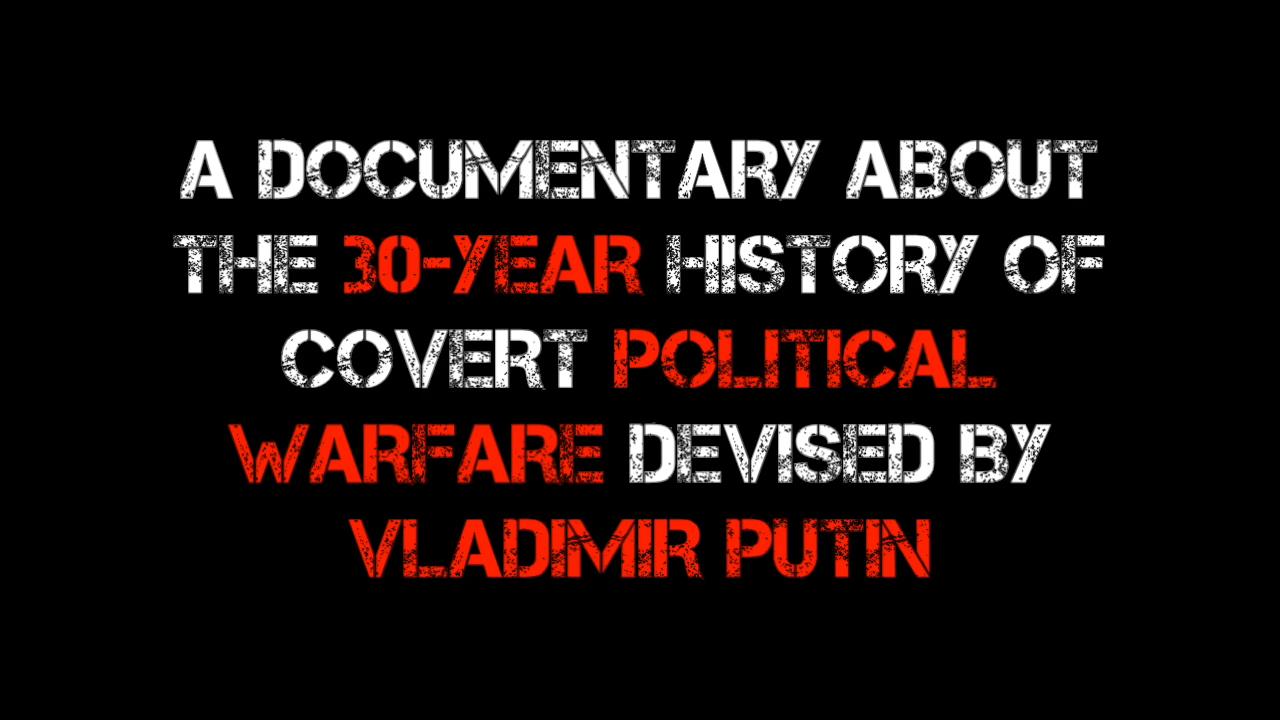 A DOCUMENTARY ABOUT
THE 30-YEAR HISTORY OF
COVERT POLITICAL
WARFARE DEVISED BY
VLADIMIR PUTIN